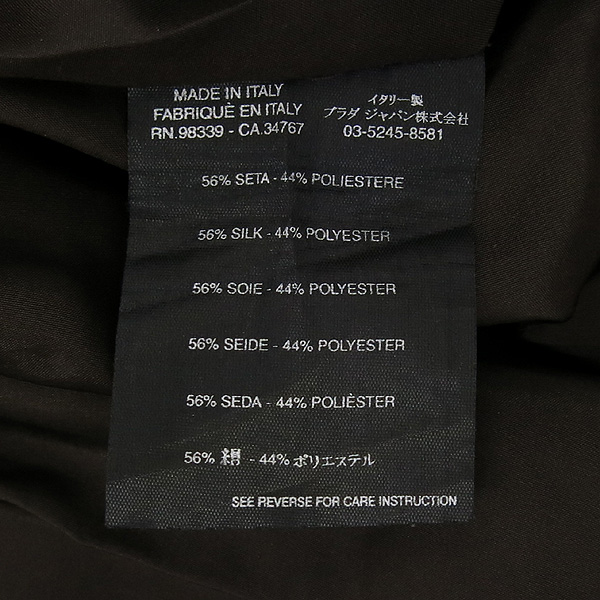 MADE IN ITALY
FABRIQUÈ EN ITALY
RN.98339 - CA.34767
イタリー製
プラダ ジャパン株式会社
03-5245-8581
56% SETA - 44% POLIESTERE
56% SILK - 44% POLYESTER
56% SOIE - 44% POLYESTER
56% SEIDE - 44% POLYESTER
56% SEDA - 44% POLIÈSTER
56% 絹 - 44% ポリエステル
SEE REVERSE FOR CARE INSTRUCTION